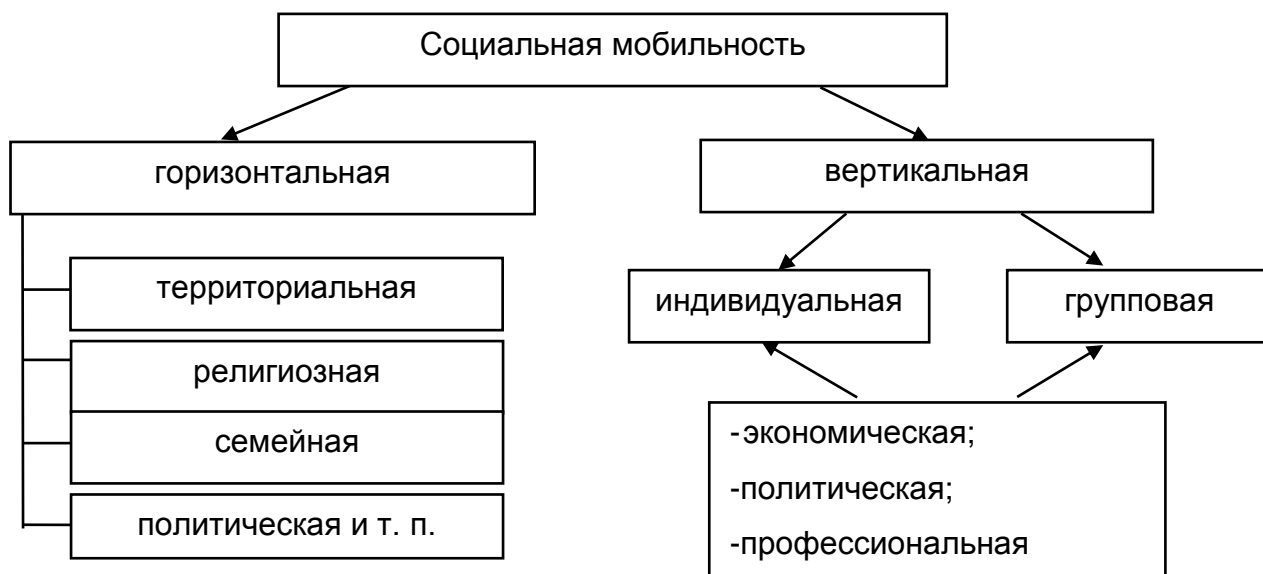 Социальная мобильность
горизонтальная
вертикальная
территориальная
религиозная
семейная
политическая и т. п.
индивидуальная
групповая
-экономическая;
-политическая;
-профессиональная